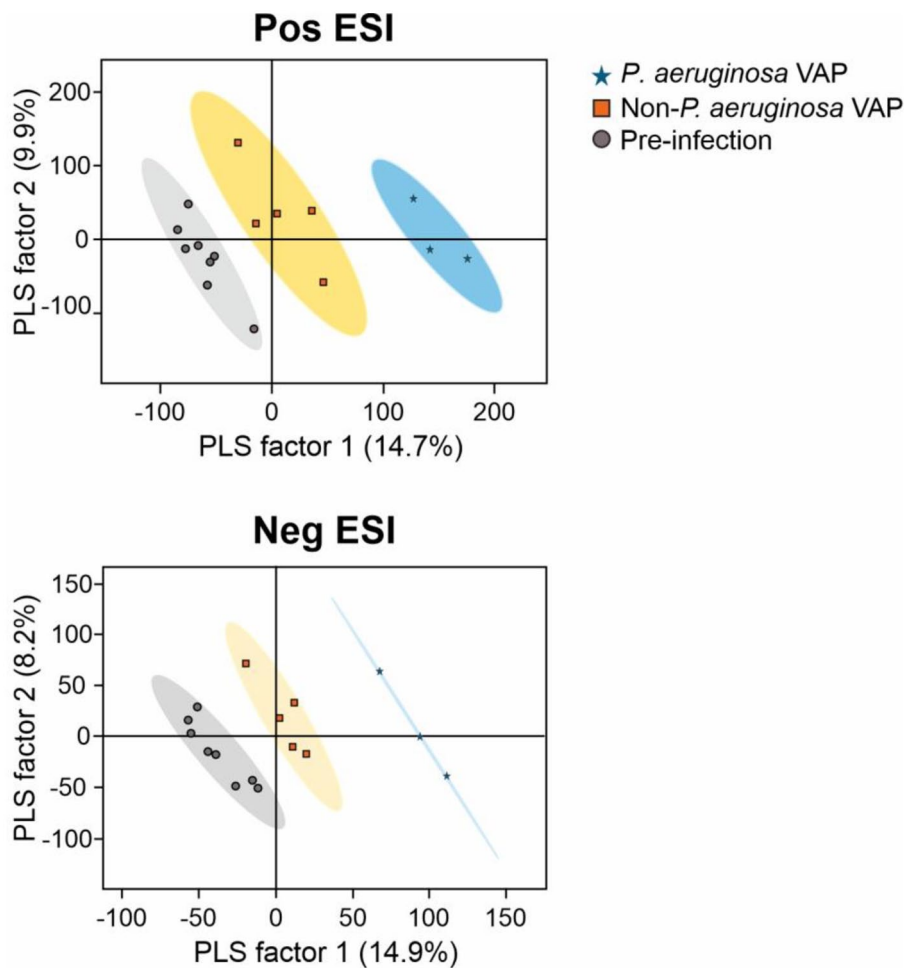 Pos ESI
200
100
0
-100
PLS factor 2 (9.9%)
-100 0 100 200
PLS factor 1 (14.7%)
P. aeruginosa VAP
Non-P. aeruginosa VAP
Pre-infection
Neg ESI
150
100
50
0
-50
-100
PLS factor 2 (8.2%)
-100 -50 0 50 100 150
PLS factor 1 (14.9%)